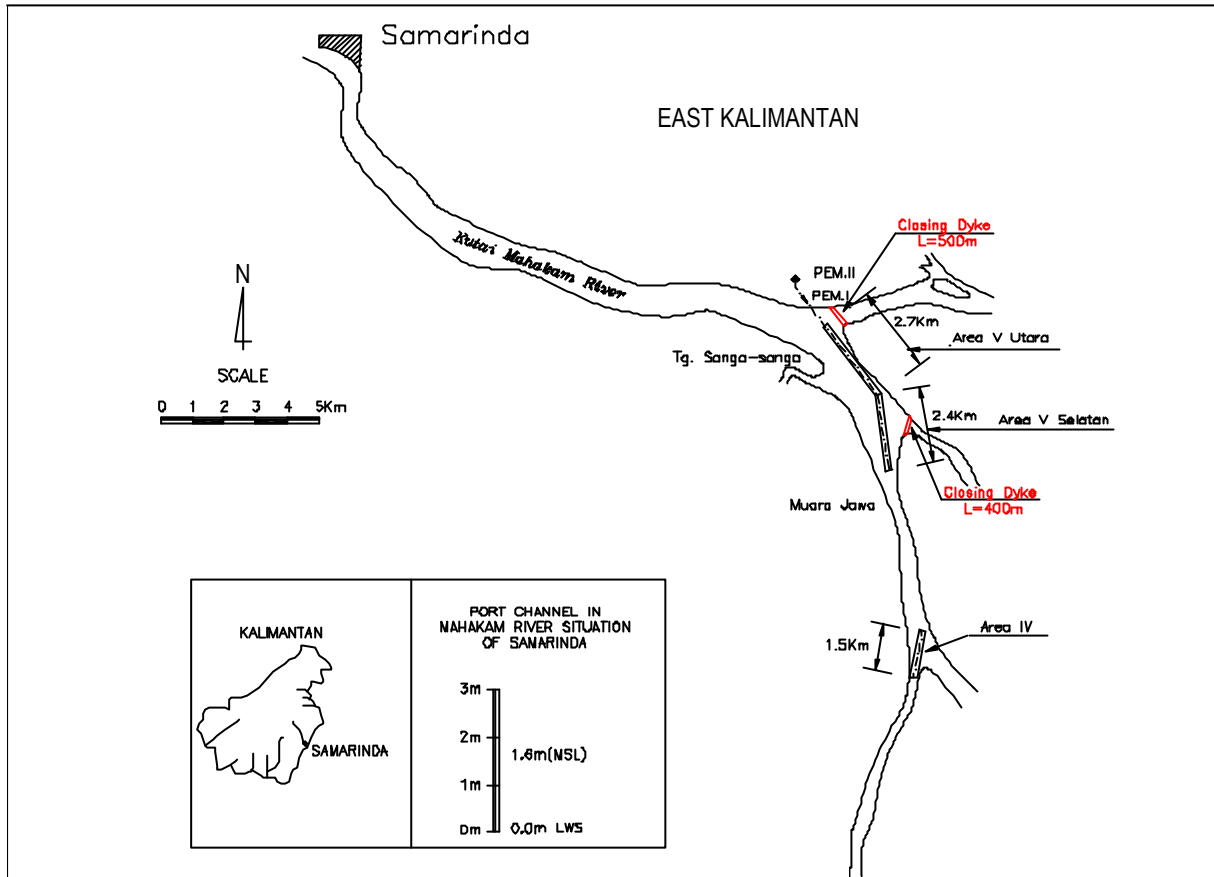 Samarinda
EAST KALIMANTAN
Kutai Mahakam River
Closing Dyke
L=500m
PEM.II
PEM.I
2.7Km
Area V Utara
N
SCALE
0 1 2 3 4 5Km
Tg. Sanga-sanga
2.4Km
Area V Selatan
Closing Dyke
L=400m
Muara Jawa
Area IV
1.5Km
KALIMANTAN
SAMARINDA
PORT CHANNEL IN
MAHAKAM RIVER SITUATION
OF SAMARINDA
3m
2m
1.6m(MSL)
1m
0m
0.0m LWS